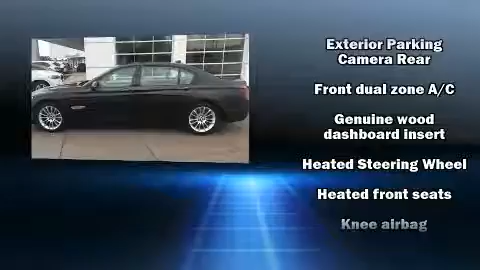 Exterior Parking
Camera Rear
Front dual zone A/C
Genuine wood
dashboard insert
Heated Steering Wheel
Heated front seats
Knee airbag